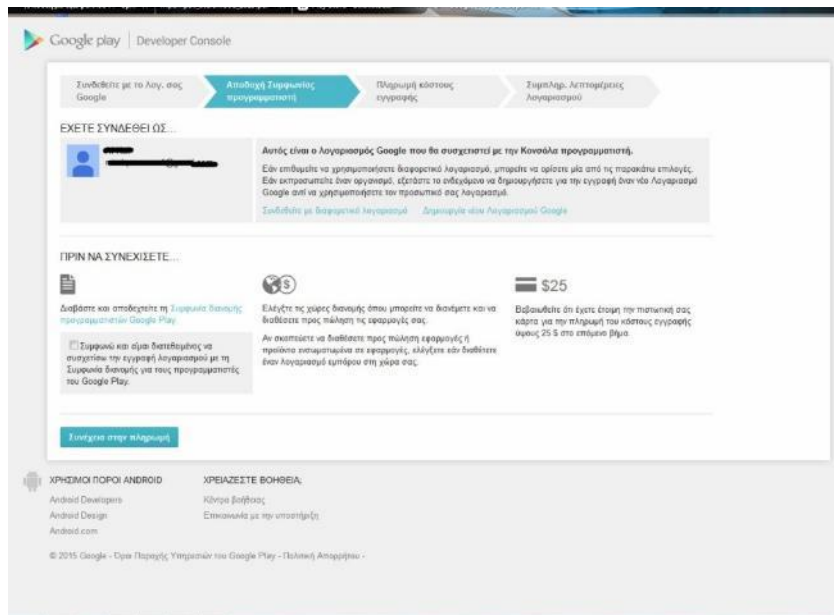 Google play | Developer Console
Συνδεθείτε με το λογ. σας
Google
Αποδοχή Συμφωνίας
προγραμματιστή
Πληρωμή κόστους
εγγραφής
Συμπληρ. λεπτομέρειες
λογαριασμού
ΕΧΕΤΕ ΣΥΝΔΕΘΕΙ ΩΣ...
Αυτός είναι ο λογαριασμός Google που θα συσχετιστεί με την Κονσόλα προγραμματιστή.
Εάν επιθυμείτε να χρησιμοποιήσετε διαφορετικό λογαριασμό, μπορείτε να ορίσετε μία από τις παρακάτω επιλογές.
Εάν εκπροσωπείτε έναν οργανισμό, εξετάστε το ενδεχόμενο να δημιουργήσετε για την εγγραφή έναν νέο Λογαριασμό
Google αντί να χρησιμοποιήσετε τον προσωπικό σας λογαριασμό.
Συνδεθείτε με διαφορετικό λογαριασμό Δημιουργία νέου Λογαριασμού Google
ΠΡΙΝ ΝΑ ΣΥΝΕΧΙΣΕΤΕ...
Διαβάστε και αποδεχτείτε τη Συμφωνία διανομής
προγραμματιστών Google Play.
Συμφωνώ και είμαι διατεθειμένος να
συσχετίσω την εγγραφή λογαριασμού με τη
Συμφωνία διανομής για τους προγραμματιστές
του Google Play.
Ελέγξτε τις χώρες διανομής όπου μπορείτε να διανέμετε και να
διαθέσετε προς πώληση τις εφαρμογές σας.
Αν σκοπεύετε να διαθέσετε προς πώληση εφαρμογές ή
προϊόντα ενσωματωμένα σε εφαρμογές, ελέγξετε εάν διαθέτετε
έναν λογαριασμό εμπόρου στη χώρα σας.
$25
Βεβαιωθείτε ότι έχετε έτοιμη την πιστωτική σας
κάρτα για την πληρωμή του κόστους εγγραφής
ύψους 25 $ στο επόμενο βήμα.
Συνέχεια στην πληρωμή
ΧΡΗΣΙΜΟΙ ΠΟΡΟΙ ANDROID
Android Developers
Android Design
Android.com
ΧΡΕΙΑΖΕΣΤΕ ΒΟΗΘΕΙΑ;
Κέντρο βοήθειας
Επικοινωνία με την υποστήριξη
© 2015 Google - Όροι Παροχής Υπηρεσιών του Google Play - Πολιτική Απορρήτου -